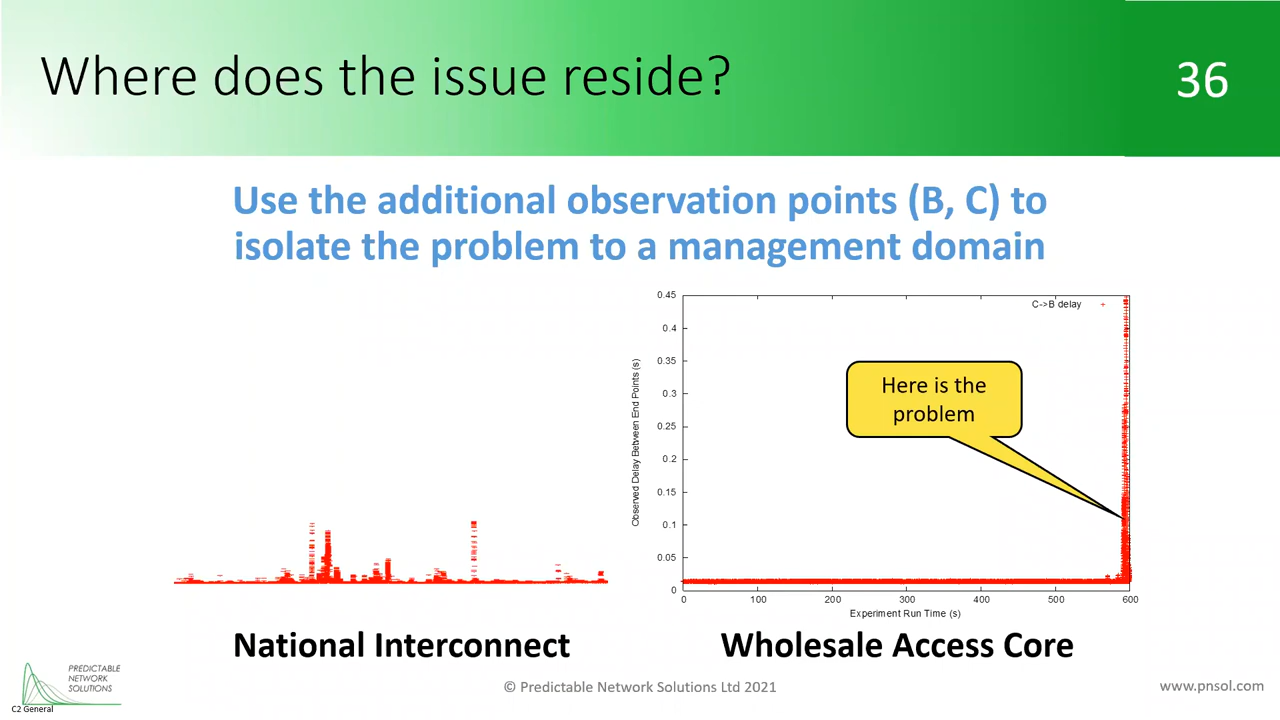 Where does the issue reside?
36
Use the additional observation points (B, C) to
isolate the problem to a management domain
0.45
0.4
0.35
0.3
0.25
0.2
0.15
0.1
0.05
0
Observed Delay Between End Points (s)
C->B delay
Here is the
problem
0 100 200 300 400 500 600
Experiment Run Time (s)
National Interconnect
Wholesale Access Core
PREDICTABLE
NETWORK
SOLUTIONS
C2 General
© Predictable Network Solutions Ltd 2021
www.pnsol.com